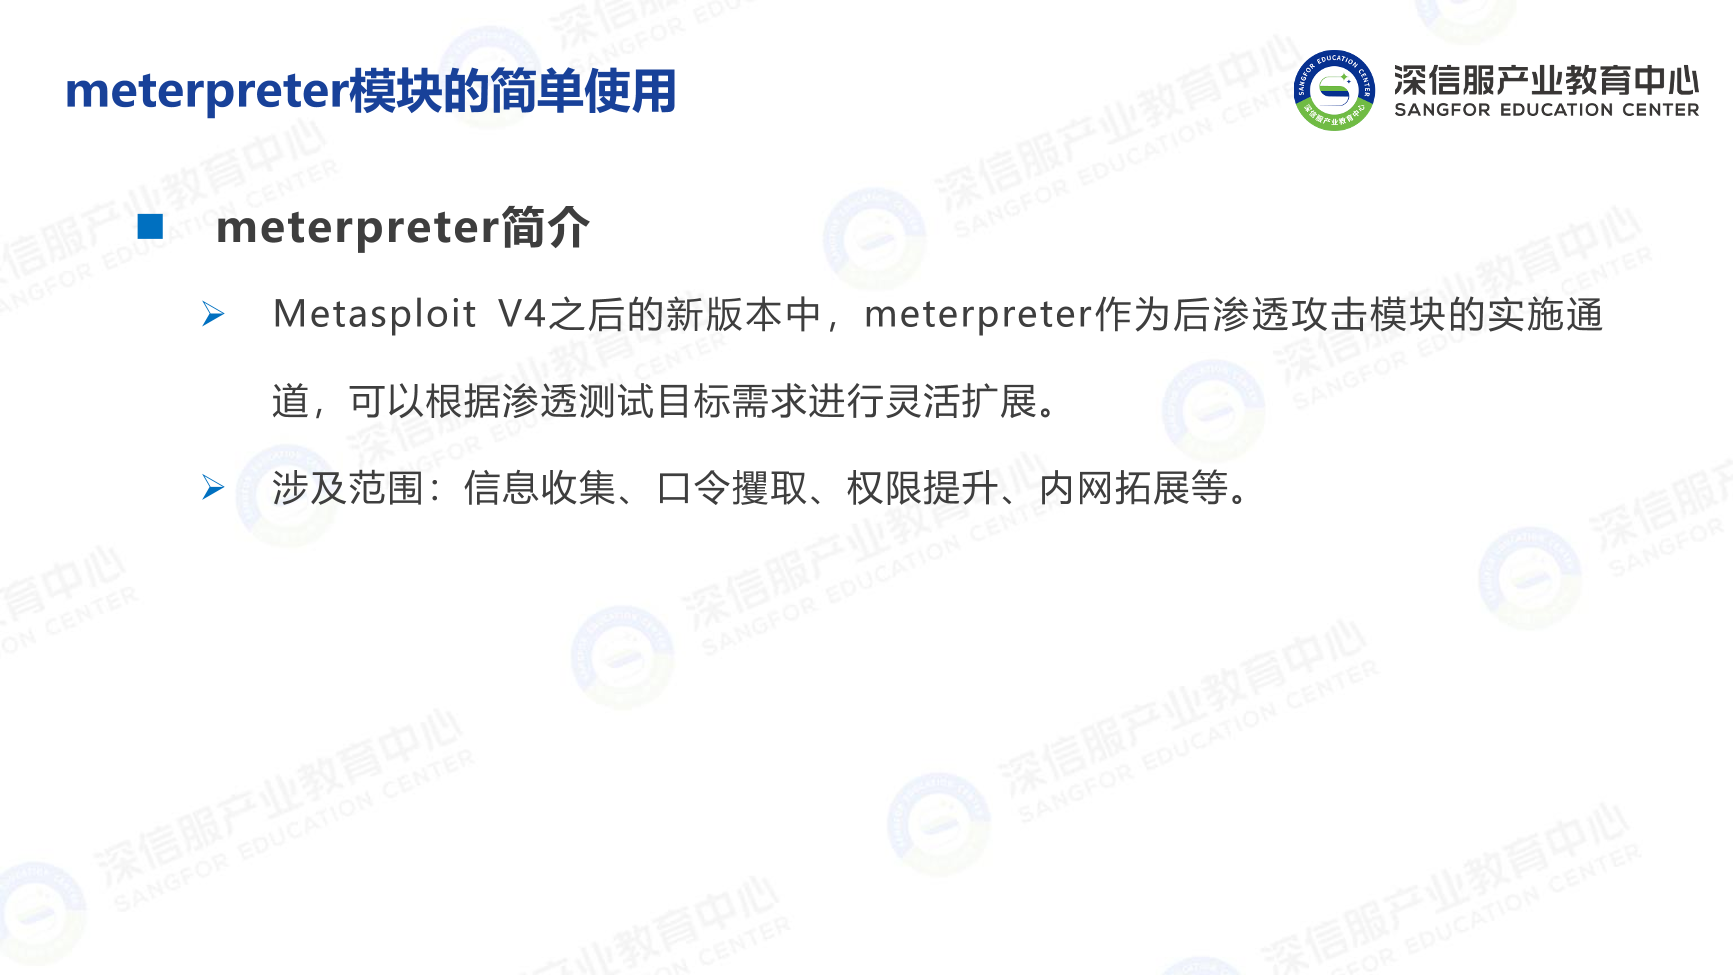 meterpreter模块的简单使用
深信服产业教育中心
SANGFOR EDUCATION CENTER
meterpreter简介
Metasploit V4之后的新版本中，meterpreter作为后渗透攻击模块的实施通
道，可以根据渗透测试目标需求进行灵活扩展。
涉及范围：信息收集、口令攫取、权限提升、内网拓展等。